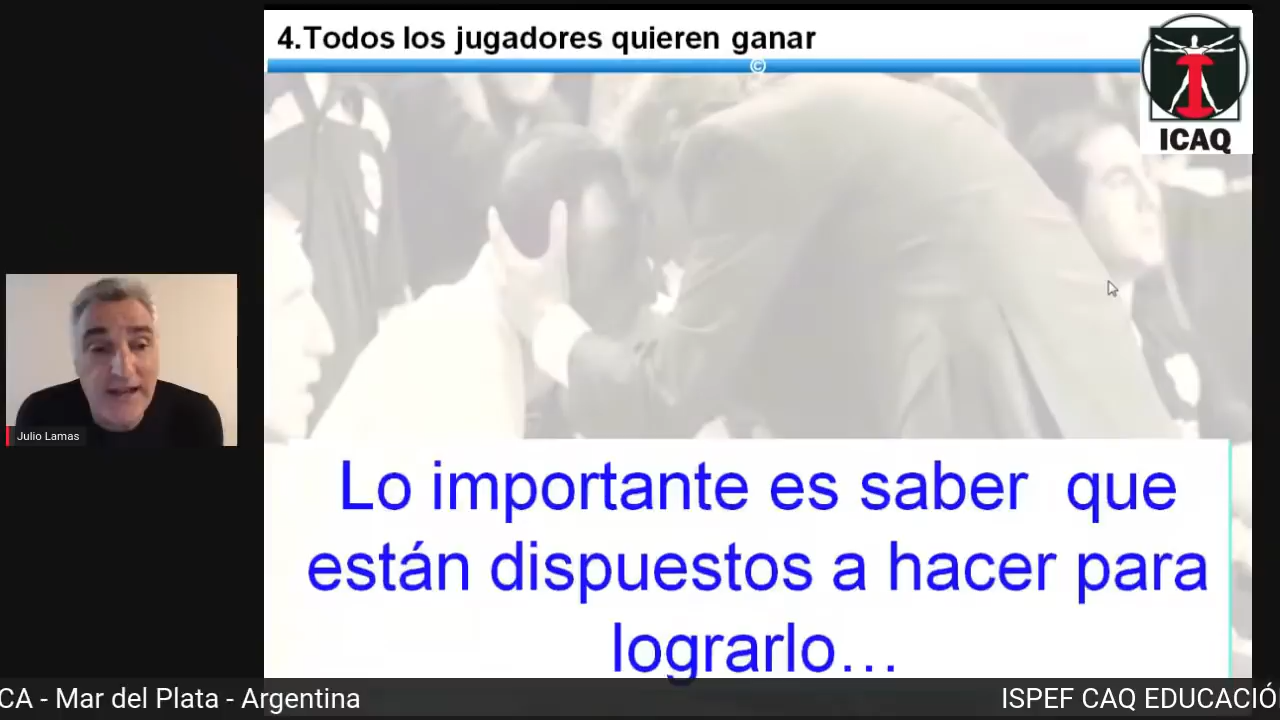 4.Todos los jugadores quieren ganar
©
ICAQ
Julio Lamas
Lo importante es saber que
están dispuestos a hacer para
lograrlo…
CA - Mar del Plata - Argentina
ISPEF CAQ EDUCACIÓ